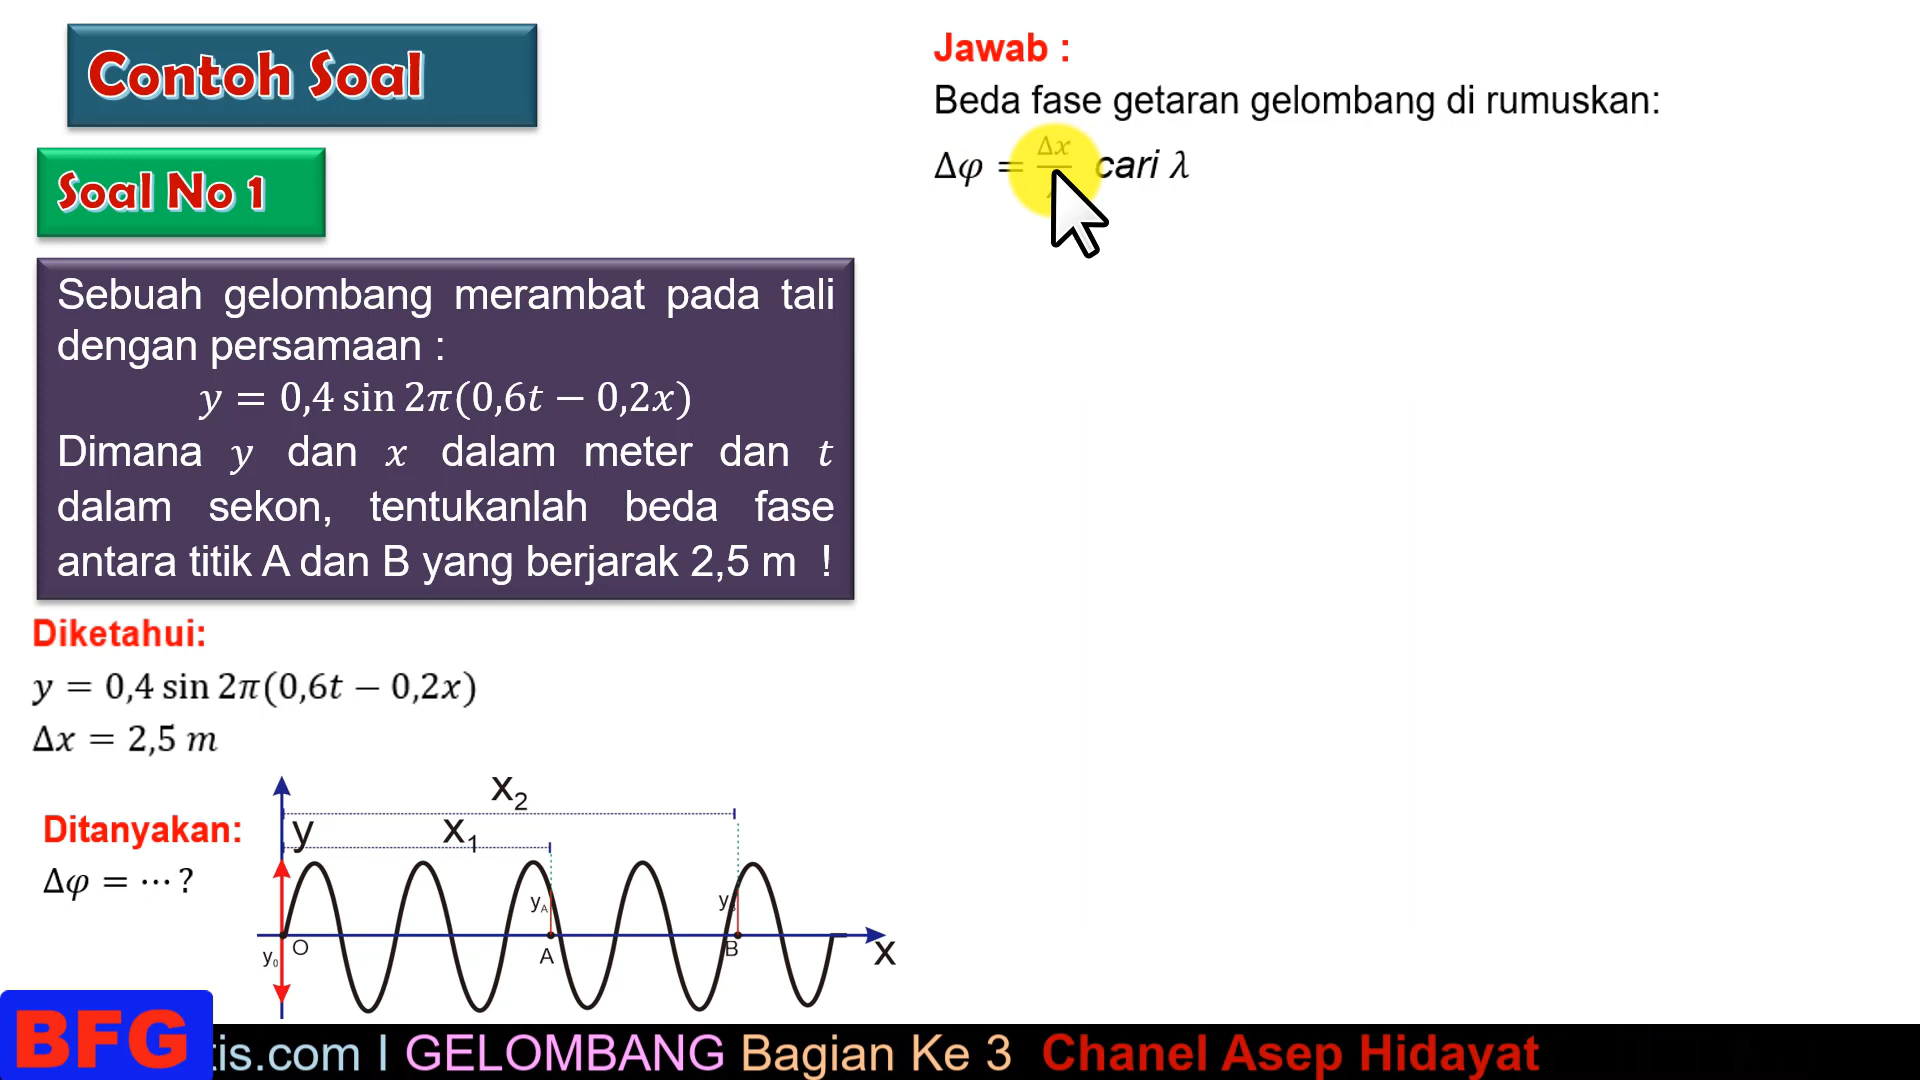 Contoh Soal
Soal No 1
Sebuah gelombang merambat pada tali
dengan persamaan :
y = 0,4 sin 2π(0,6t − 0,2x)
Dimana y dan x dalam meter dan t
dalam sekon, tentukanlah beda fase
antara titik A dan B yang berjarak 2,5 m !
Diketahui:
y = 0,4 sin 2π(0,6t − 0,2x)
Δx = 2,5 m
Ditanyakan:
Δφ = ⋯ ?
x₂
y
x₁
y_A
y
y₀
O
A
B
x
Jawab :
Beda fase getaran gelombang di rumuskan:
Δφ = Δx cari λ
BFG
tis.com I GELOMBANG Bagian Ke 3 Chanel Asep Hidayat